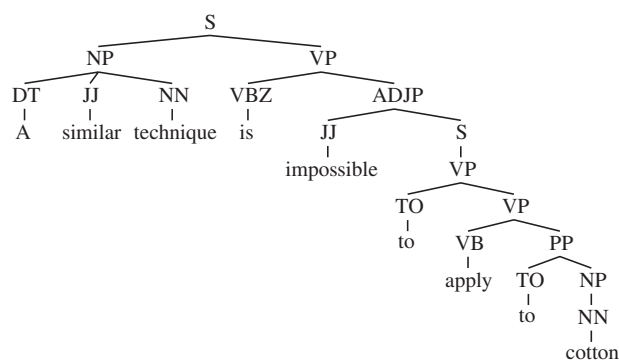 S
NP VP
DT JJ NN VBZ ADJP
A similar technique is JJ S
impossible VP
TO VP
to VB PP
apply TO NP
to NN
cotton